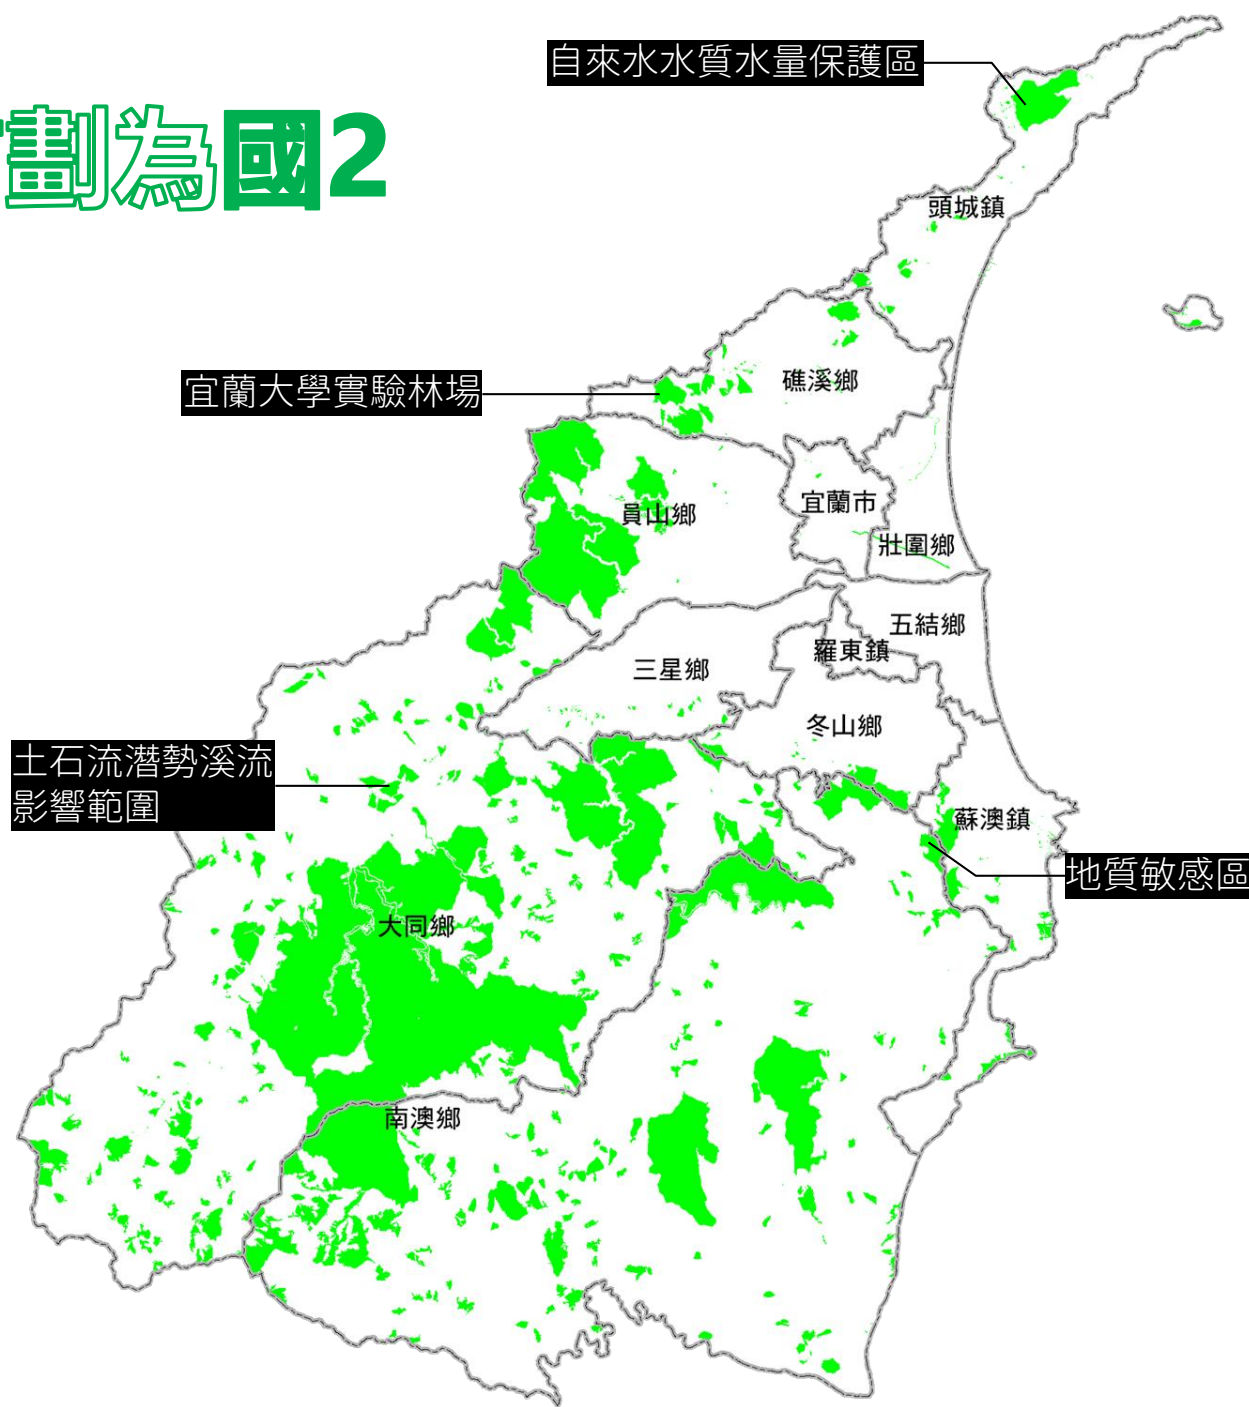 自來水水質水量保護區
劃為國2
頭城鎮
宜蘭大學實驗林場
礁溪鄉
員山鄉
宜蘭市
壯圍鄉
五結鄉
羅東鎮
三星鄉
冬山鄉
土石流潛勢溪流
影響範圍
蘇澳鎮
地質敏感區
大同鄉
南澳鄉